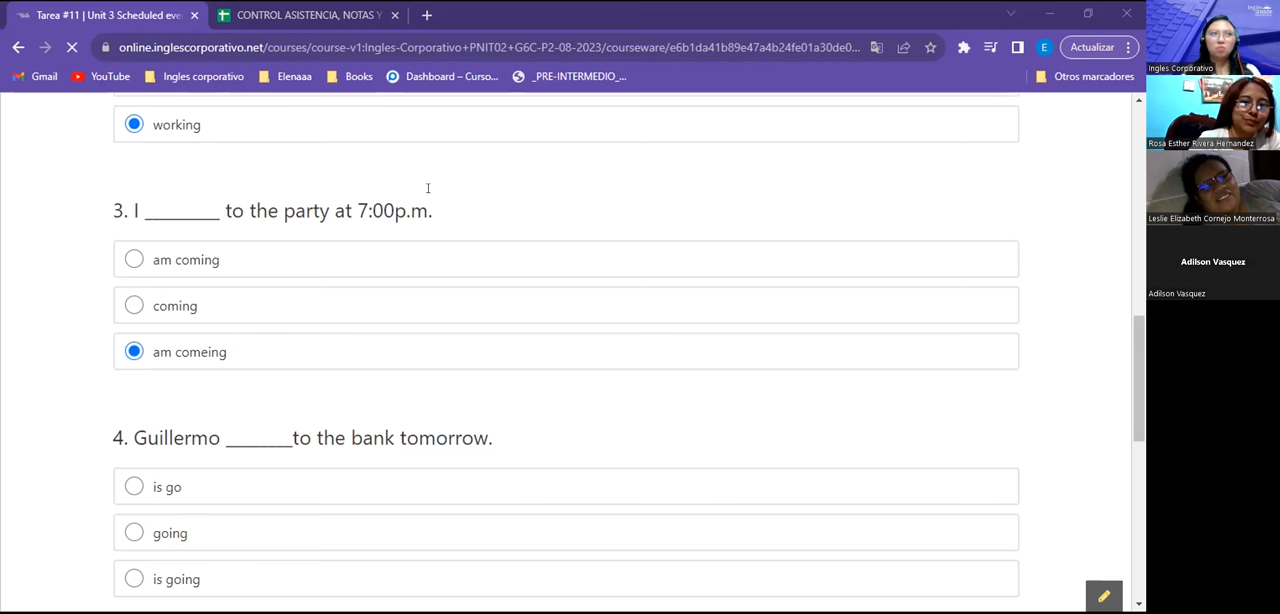 Tarea #11 | Unit 3 Scheduled eve
CONTROL ASISTENCIA, NOTAS Y
online.inglescorporativo.net/courses/course-v1:Ingles-Corporativo+PNIT02+G6C-P2-08-2023/courseware/e6b1da41b89e47a4b24fe01a30de0...
E
Actualizar
Gmail
YouTube
Ingles corporativo
Elenaaa
Books
Dashboard – Cursp...
_PRE-INTERMEDIO_...
Otros marcadores
working
3. I ________ to the party at 7:00p.m.
am coming
coming
am comeing
4. Guillermo _______to the bank tomorrow.
is go
going
is going
Ingles Corporativo
Rosa Esther Rivera Hernandez
Leslie Elizabeth Cornejo Monterrosa
Adilson Vasquez
Adilson Vasquez